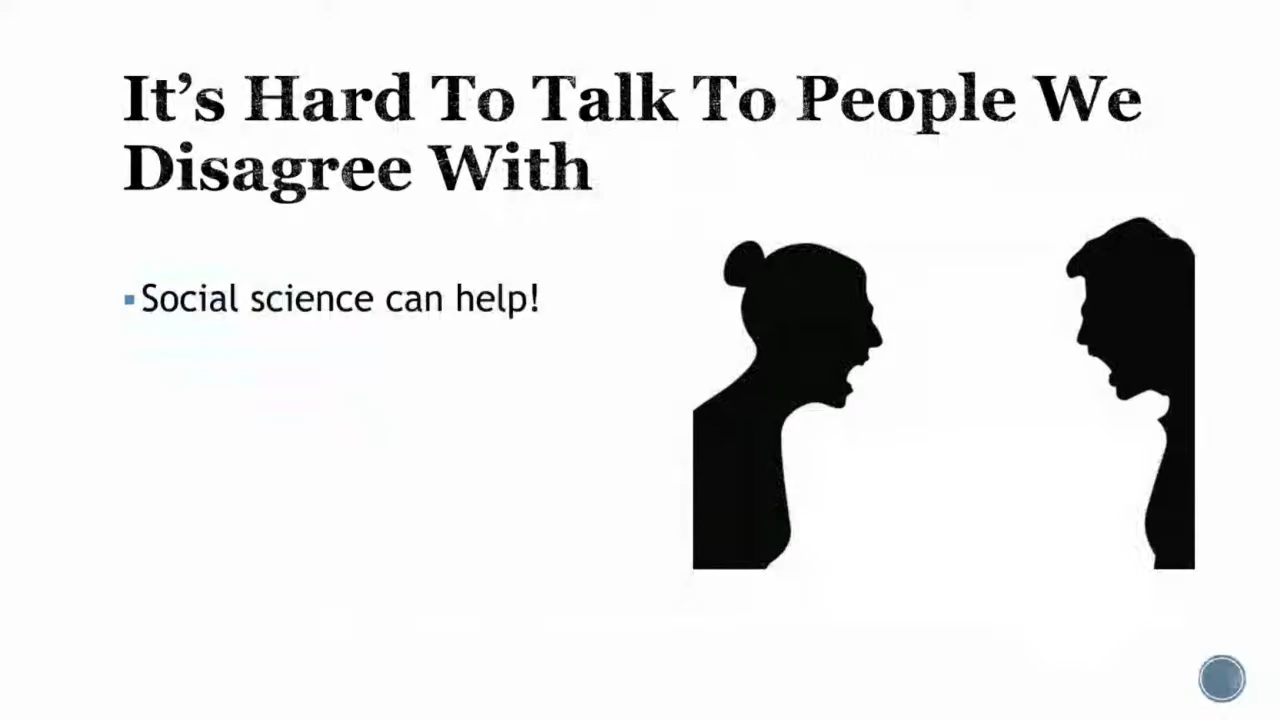 It’s Hard To Talk To People We
Disagree With
Social science can help!